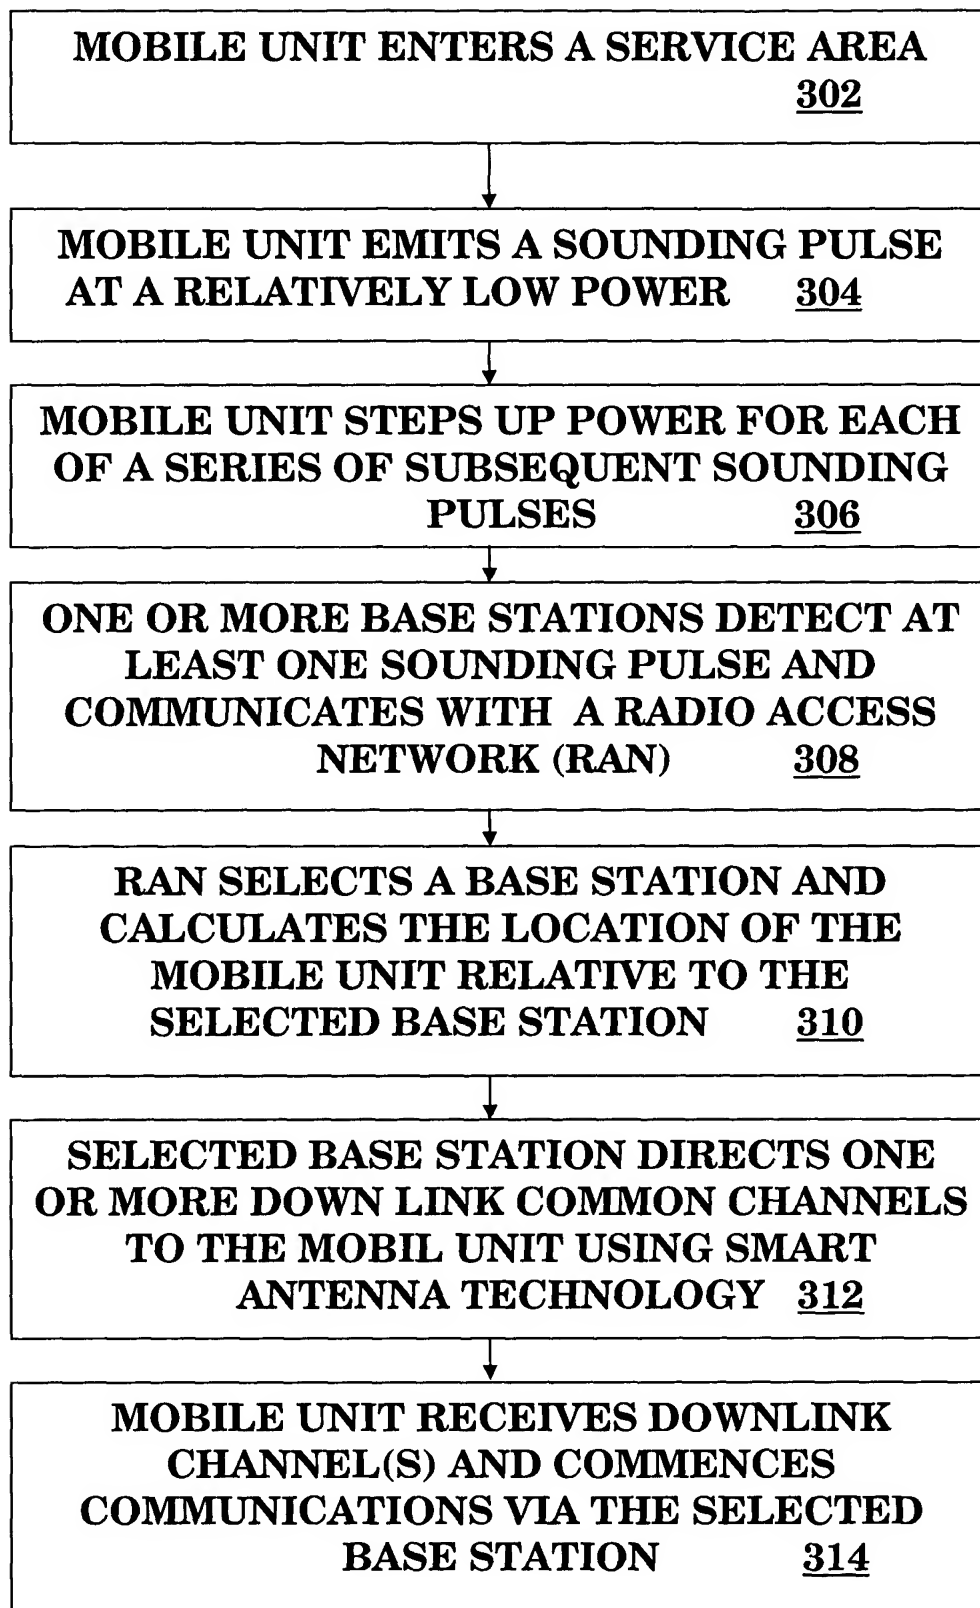 MOBILE UNIT ENTERS A SERVICE AREA
302
MOBILE UNIT EMITS A SOUNDING PULSE
AT A RELATIVELY LOW POWER 304
MOBILE UNIT STEPS UP POWER FOR EACH
OF A SERIES OF SUBSEQUENT SOUNDING
PULSES 306
ONE OR MORE BASE STATIONS DETECT AT
LEAST ONE SOUNDING PULSE AND
COMMUNICATES WITH A RADIO ACCESS
NETWORK (RAN) 308
RAN SELECTS A BASE STATION AND
CALCULATES THE LOCATION OF THE
MOBILE UNIT RELATIVE TO THE
SELECTED BASE STATION 310
SELECTED BASE STATION DIRECTS ONE
OR MORE DOWN LINK COMMON CHANNELS
TO THE MOBIL UNIT USING SMART
ANTENNA TECHNOLOGY 312
MOBILE UNIT RECEIVES DOWNLINK
CHANNEL(S) AND COMMENCES
COMMUNICATIONS VIA THE SELECTED
BASE STATION 314